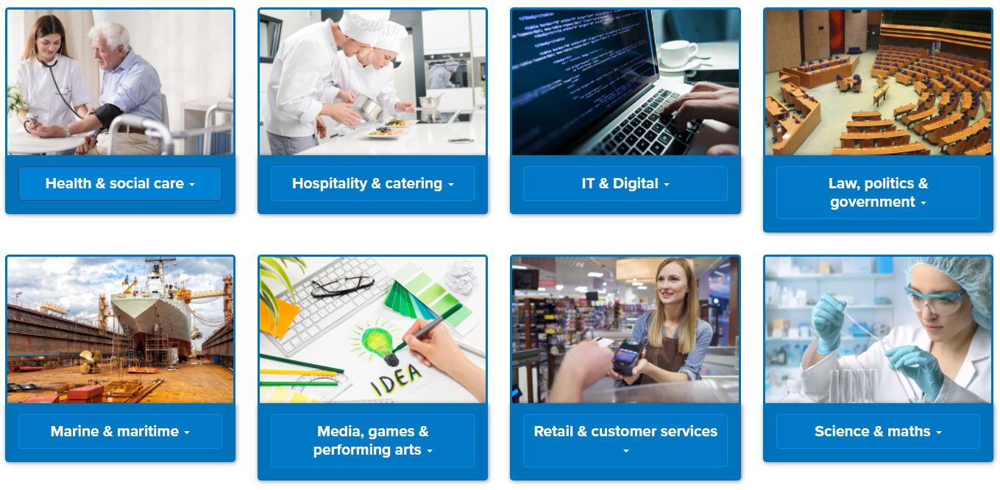 Health & social care
Hospitality & catering
IT & Digital
Law, politics &
government
IDEA
Marine & maritime
Media, games &
performing arts
Retail & customer services
Science & maths